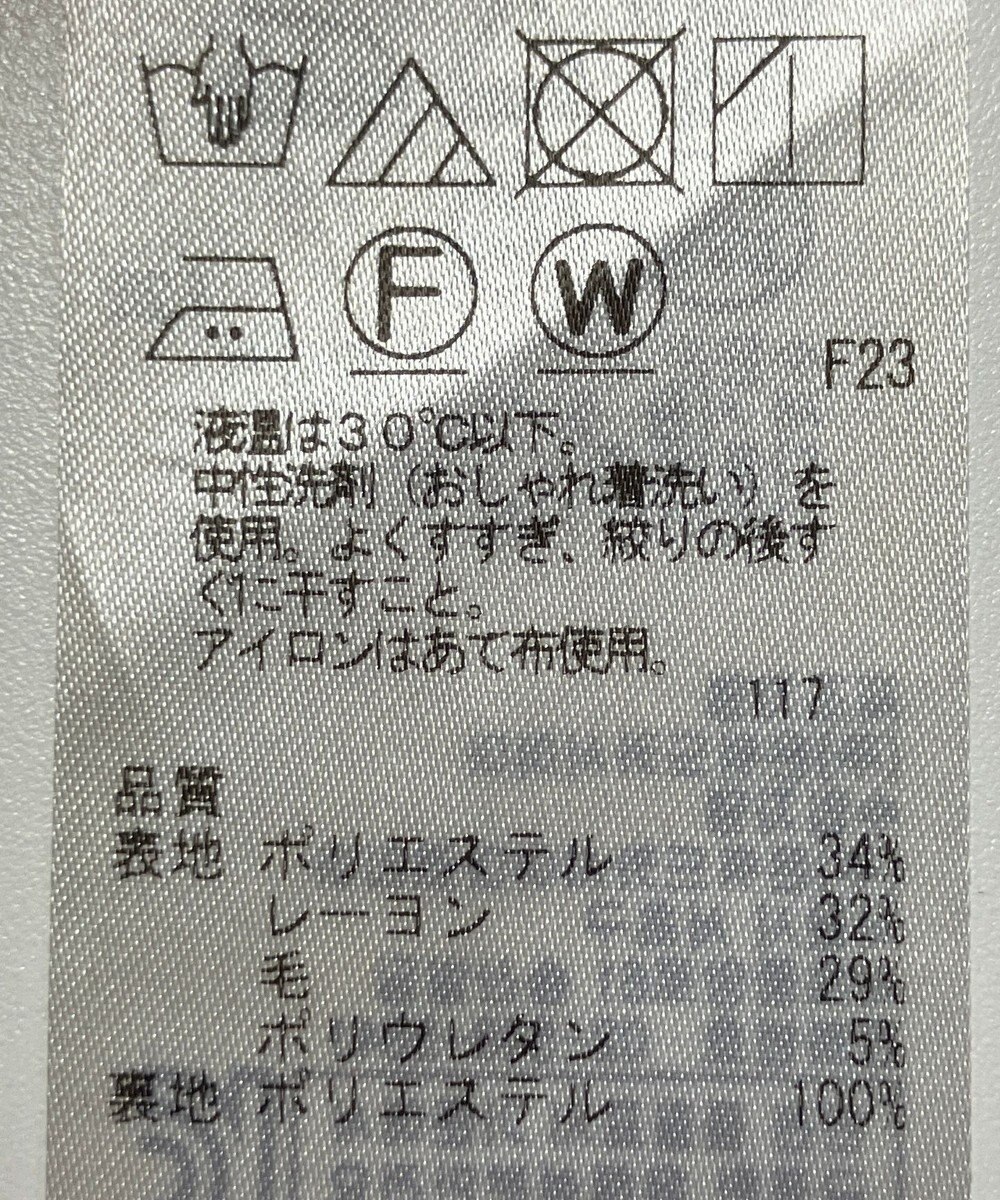 F W
F23
液温は30℃以下。
中性洗剤（おしゃれ着洗い）を
使用。よくすすぎ、絞りの後す
ぐに干すこと。
アイロンはあて布使用。
117
品質
表地 ポリエステル 34%
レーヨン 32%
毛 29%
ポリウレタン 5%
裏地 ポリエステル 100%